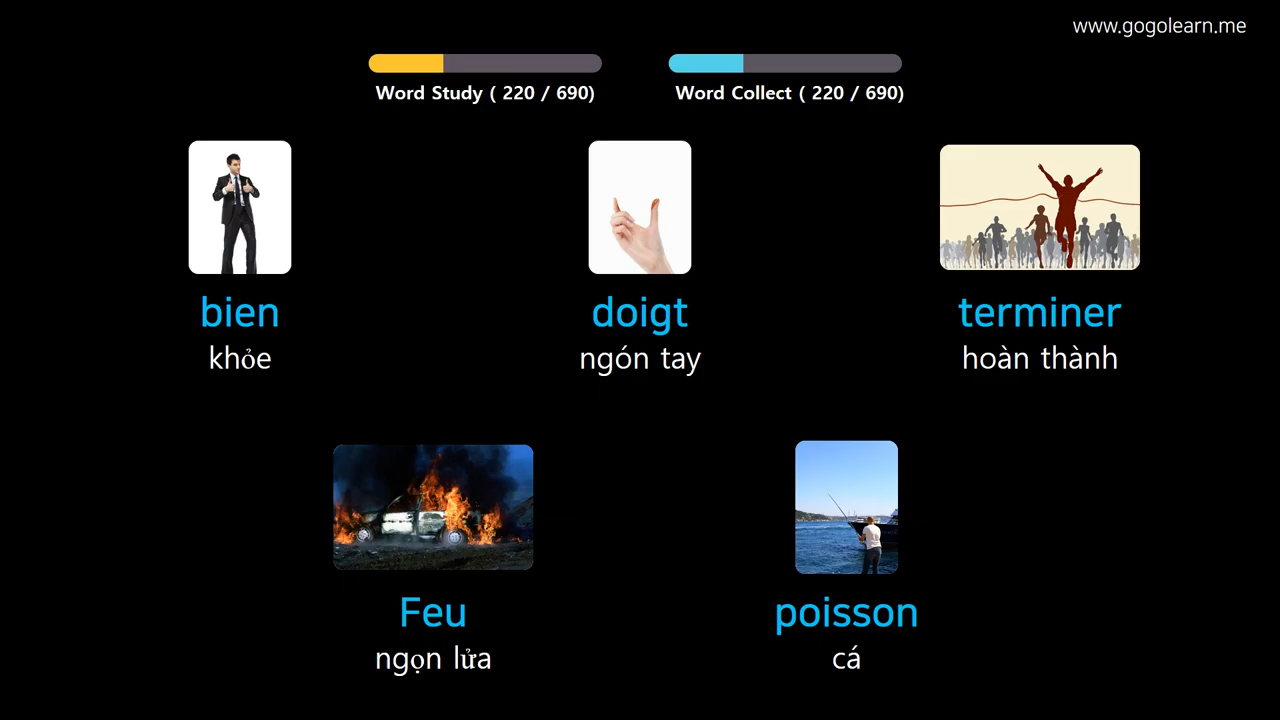 www.gogolearn.me
Word Study ( 220 / 690)
Word Collect ( 220 / 690)
bien
khỏe
doigt
ngón tay
terminer
hoàn thành
Feu
ngọn lửa
poisson
cá